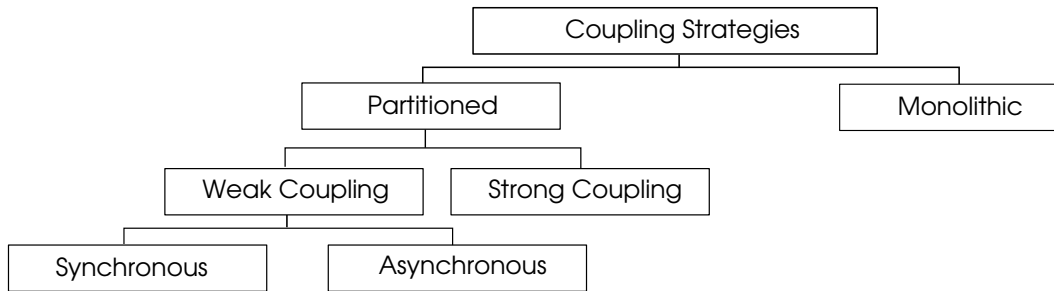 Coupling Strategies
Partitioned
Monolithic
Weak Coupling
Strong Coupling
Synchronous
Asynchronous